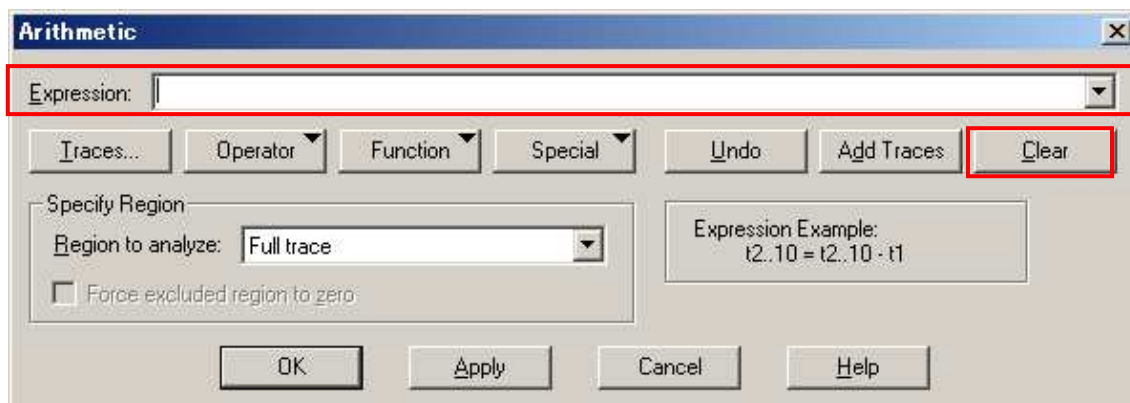 Arithmetic
Expression:
Traces... Operator Function Special Undo Add Traces Clear
Specify Region
Region to analyze: Full trace
Force excluded region to zero
Expression Example:
t2..10 = t2..10 - t1
OK Apply Cancel Help